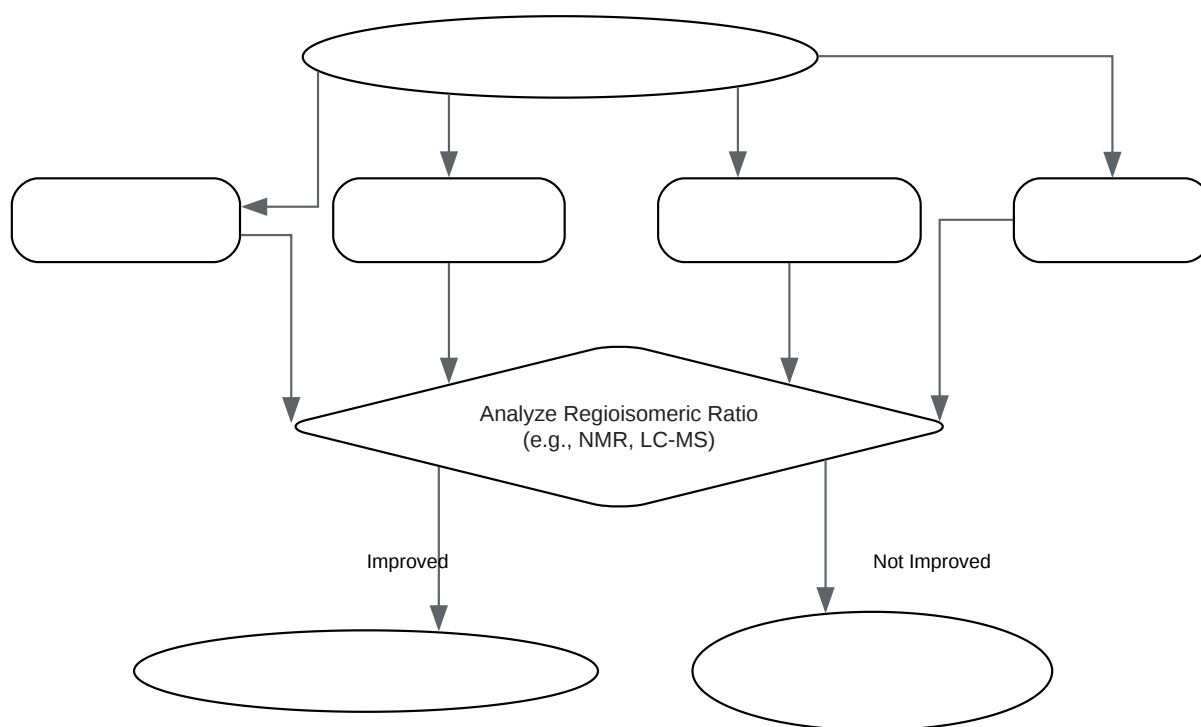 Analyze Regioisomeric Ratio
(e.g., NMR, LC-MS)
Improved
Not Improved